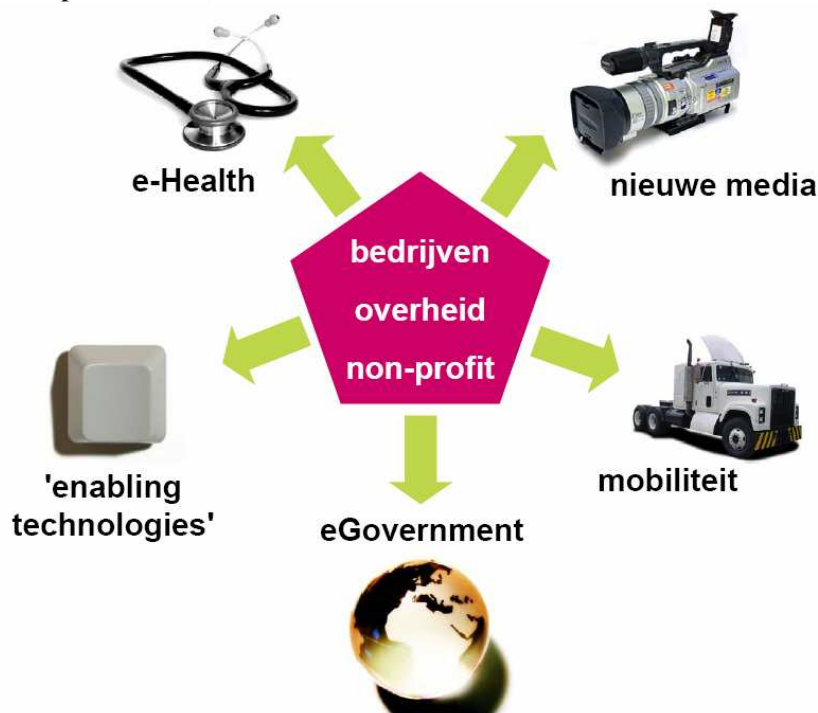 e-Health
nieuwe media
bedrijven
overheid
non-profit
'enabling
technologies'
mobiliteit
eGovernment